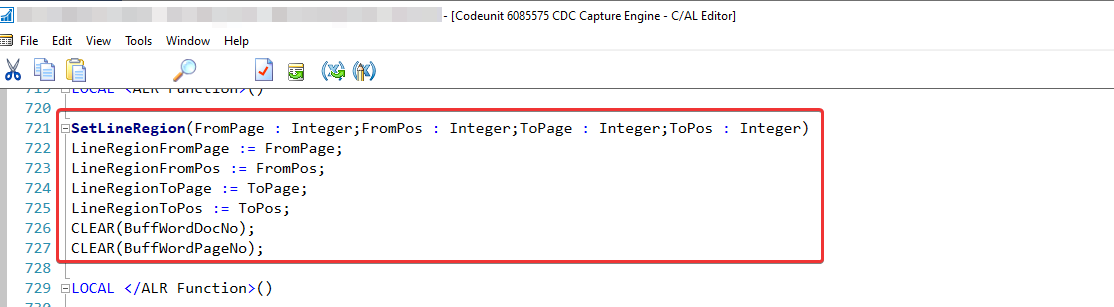 - [Codeunit 6085575 CDC Capture Engine - C/AL Editor]
File Edit View Tools Window Help
719 LOCAL <ALR Function>()
720
721 SetLineRegion(FromPage : Integer;FromPos : Integer;ToPage : Integer;ToPos : Integer)
722 LineRegionFromPage := FromPage;
723 LineRegionFromPos := FromPos;
724 LineRegionToPage := ToPage;
725 LineRegionToPos := ToPos;
726 CLEAR(BuffWordDocNo);
727 CLEAR(BuffWordPageNo);
728
729 LOCAL </ALR Function>()
730